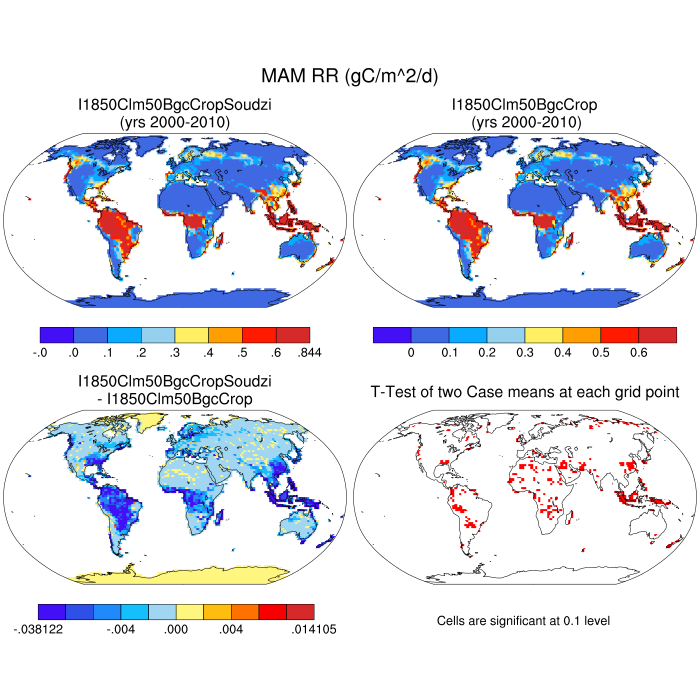 MAM RR (gC/m^2/d)
I1850Clm50BgcCropSoudzi
(yrs 2000-2010)
I1850Clm50BgcCrop
(yrs 2000-2010)
-.0 .0 .1 .2 .3 .4 .5 .6 .844
0 0.1 0.2 0.3 0.4 0.5 0.6
I1850Clm50BgcCropSoudzi
- I1850Clm50BgcCrop
T-Test of two Case means at each grid point
-.038122 -.004 .000 .004 .014105
Cells are significant at 0.1 level